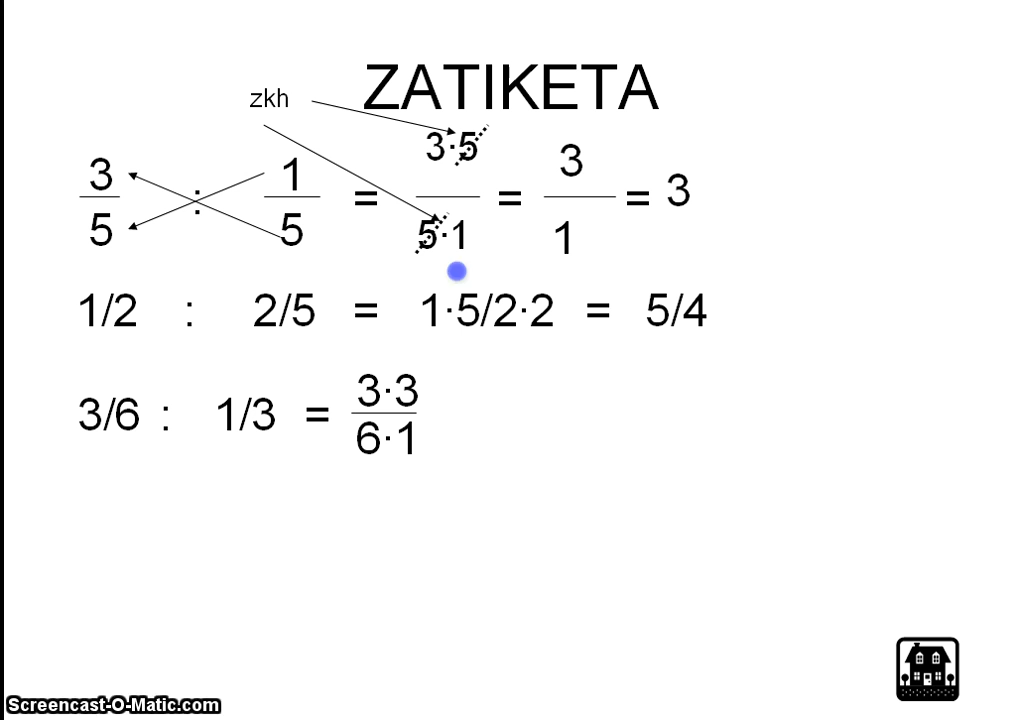 ZATIKETA
zkh
3/5 : 1/5 = 3·5/5·1 = 3/1 = 3
1/2 : 2/5 = 1·5/2·2 = 5/4
3/6 : 1/3 = 3·3/6·1
Screencast-O-Matic.com